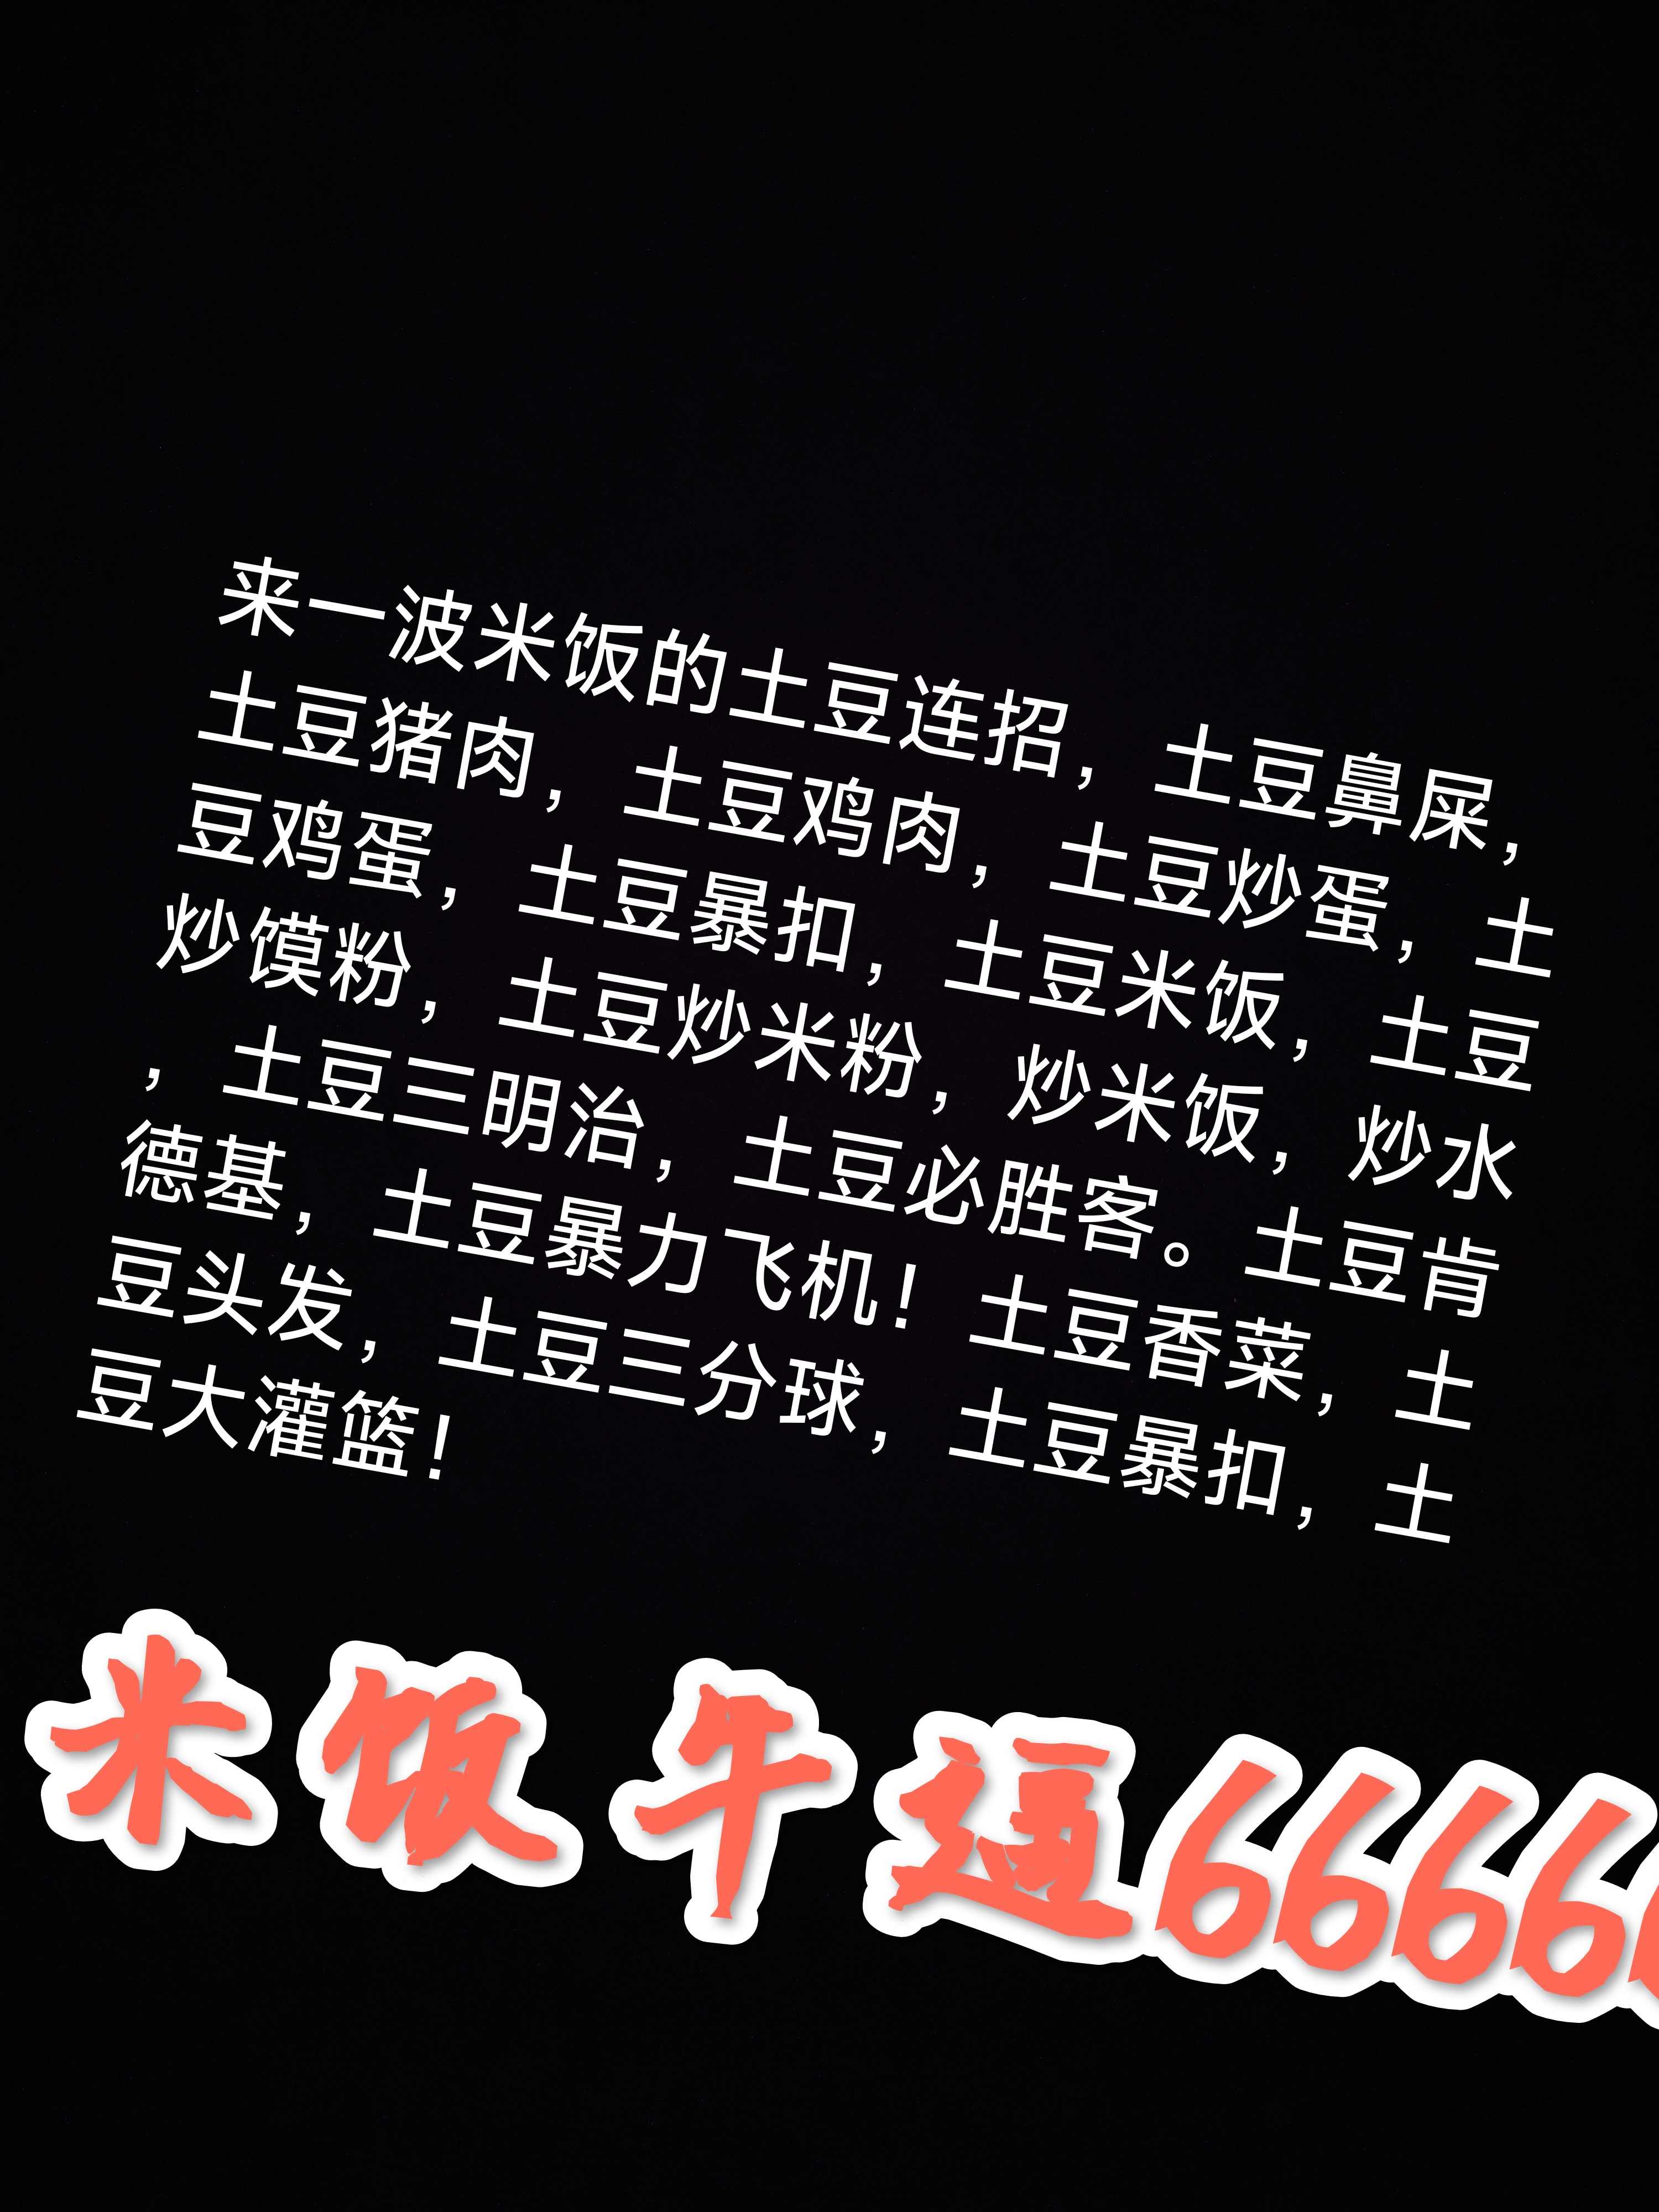 来一波米饭的土豆连招，土豆鼻屎，
土豆猪肉，土豆鸡肉，土豆炒蛋，土
豆鸡蛋，土豆暴扣，土豆米饭，土豆
炒馍粉，土豆炒米粉，炒米饭，炒水
，土豆三明治，土豆必胜客。土豆肯
德基，土豆暴力飞机！土豆香菜，土
豆头发，土豆三分球，土豆暴扣，土
豆大灌篮！
米饭牛逼6666